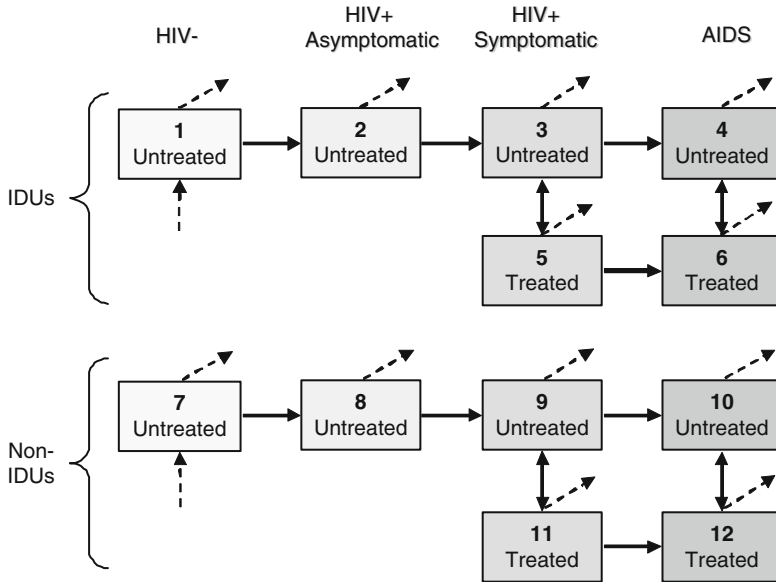 HIV-
HIV+
Asymptomatic
HIV+
Symptomatic
AIDS
IDUs
1
Untreated
2
Untreated
3
Untreated
4
Untreated
5
Treated
6
Treated
Non-
IDUs
7
Untreated
8
Untreated
9
Untreated
10
Untreated
11
Treated
12
Treated